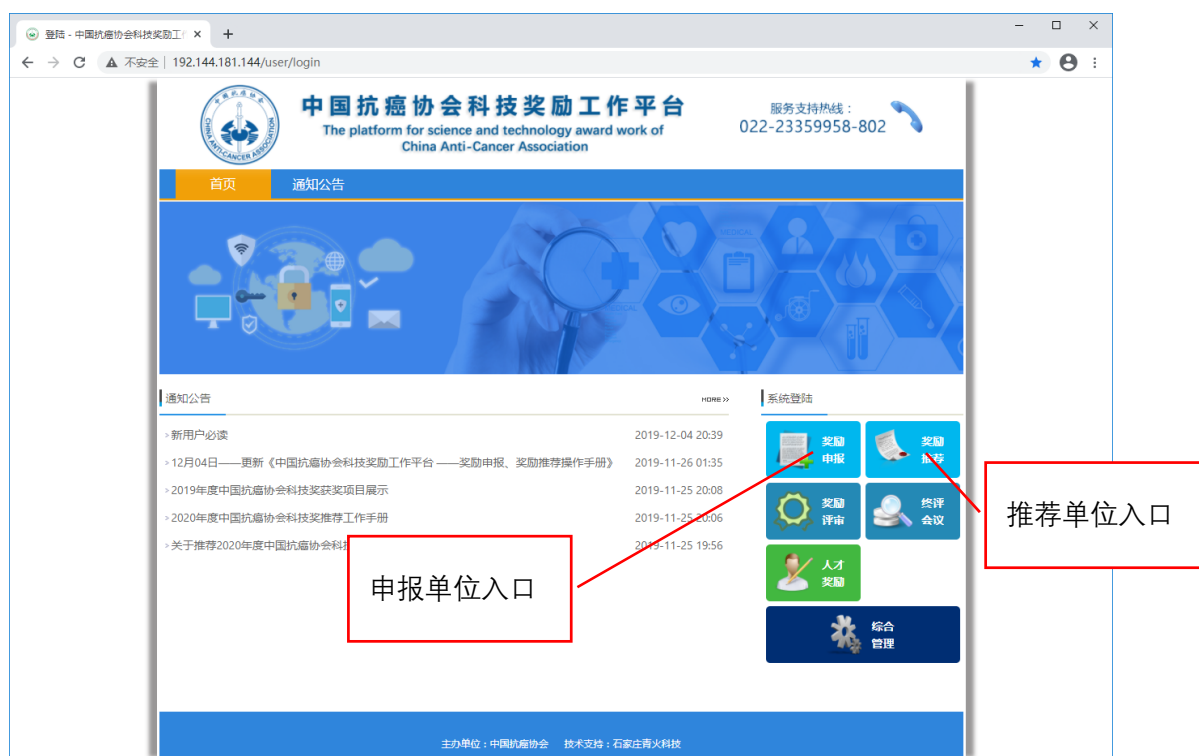 登陆 - 中国抗癌协会科技奖励工作
不安全 | 192.144.181.144/user/login
中国抗癌协会
CHINA ANTI-CANCER ASSOCIATION
中国抗癌协会科技奖励工作平台
The platform for science and technology award work of
China Anti-Cancer Association
服务支持热线：
022-23359958-802
首页 通知公告
MEDICAL
通知公告 MORE >>
系统登陆
新用户必读 2019-12-04 20:39
12月04日——更新《中国抗癌协会科技奖励工作平台 ——奖励申报、奖励推荐操作手册》 2019-11-26 01:35
2019年度中国抗癌协会科技奖获奖项目展示 2019-11-25 20:08
2020年度中国抗癌协会科技奖推荐工作手册 2019-11-25 20:06
关于推荐2020年度中国抗癌协会科技 2019-11-25 19:56
奖励
申报
奖励
推荐
奖励
评审
终评
会议
人才
奖励
综合
管理
申报单位入口
推荐单位入口
主办单位：中国抗癌协会 技术支持：石家庄青火科技